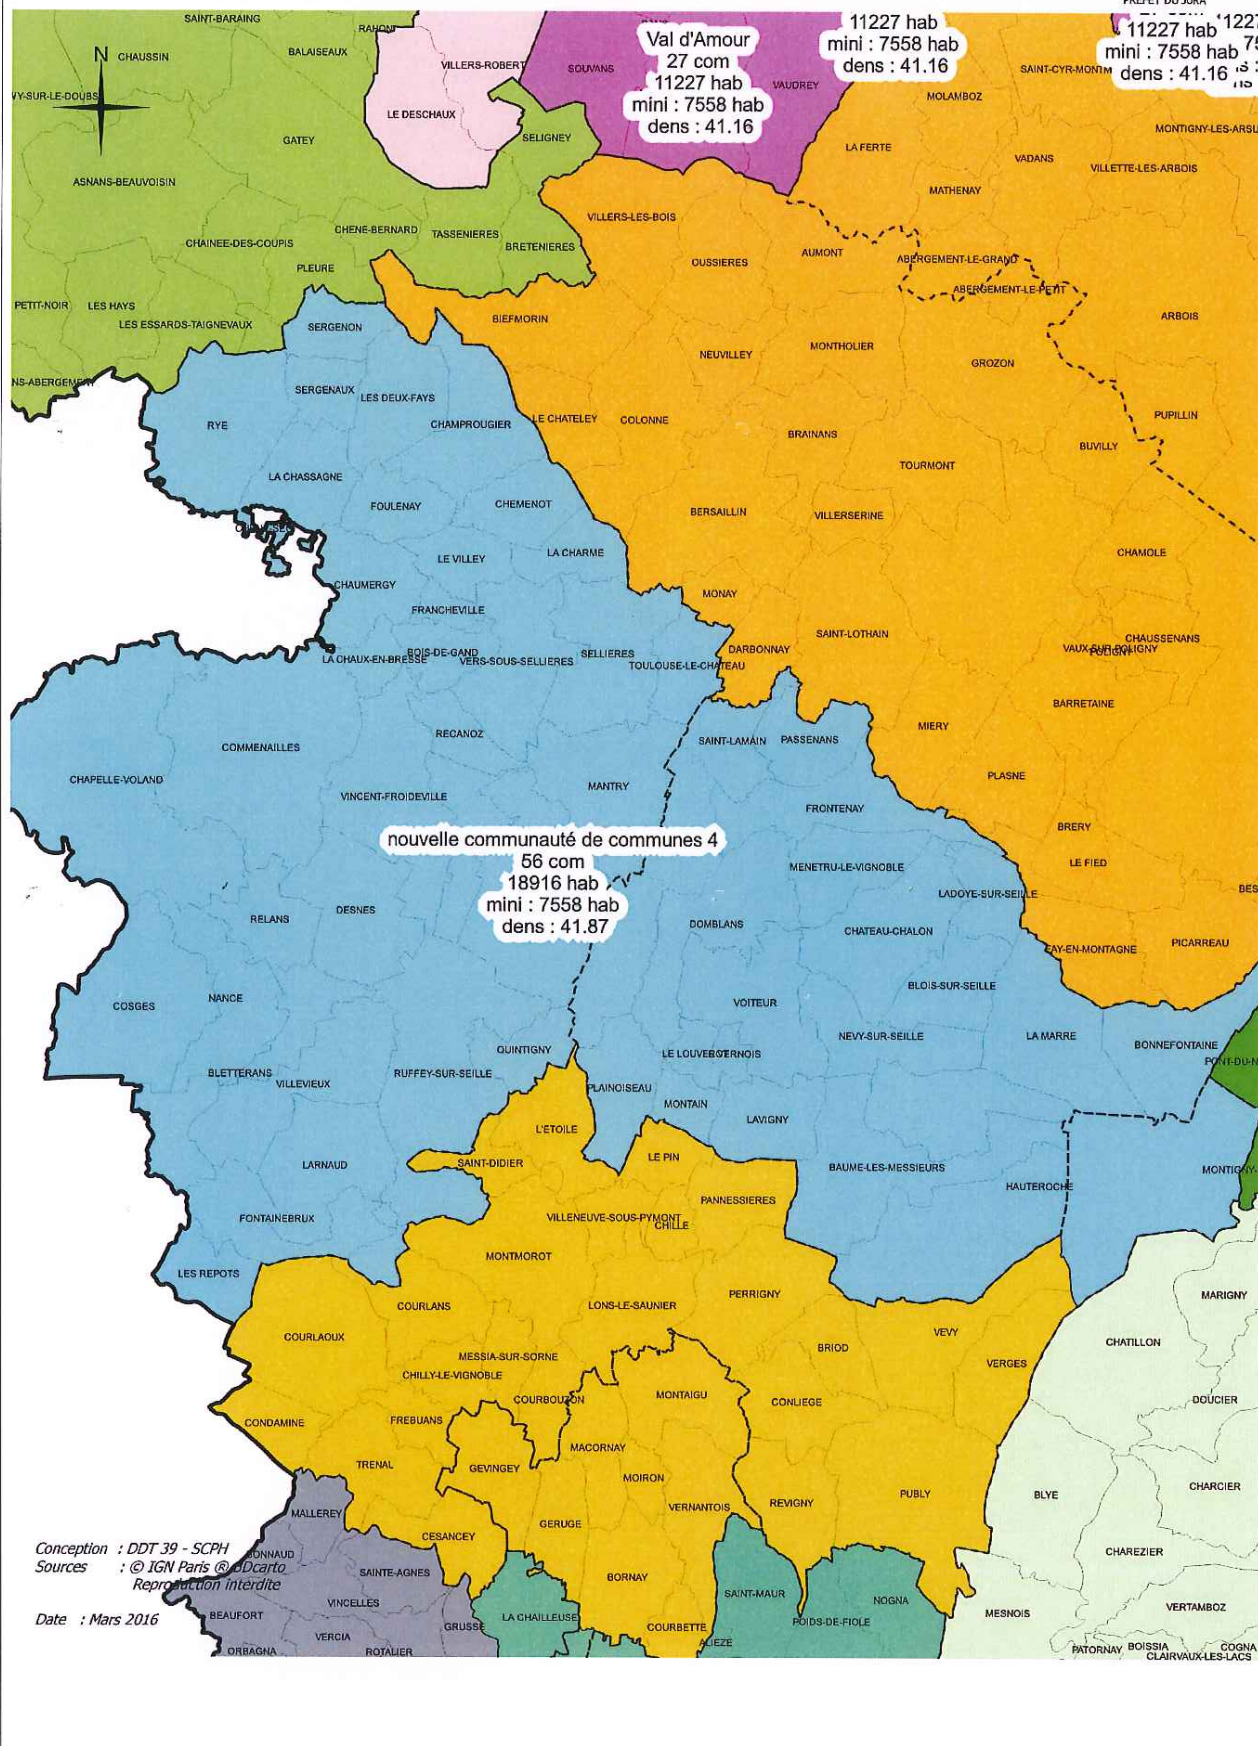 PREFET DU JURA
SAINT-BARAING
RAHON
11227 hab
mini : 7558 hab
dens : 41.16
11227 hab
mini : 7558 hab
dens : 41.16
Val d'Amour
27 com
11227 hab
mini : 7558 hab
dens : 41.16
N
CHAUSSIN
BALAISEAUX
VILLERS-ROBERT
SOUVANS
VAUDREY
MOLAMBOZ
LE DESCHAUX
SELIGNEY
GATEY
LA FERTE
VADANS
VILLETTE-LES-ARBOIS
ASNANS-BEAUVOISIN
MATHENAY
VILLERS-LES-BOIS
CHAINEE-DES-COUPIS
CHENE-BERNARD
TASSENIERES
BRETENIERES
AUMONT
OUSSIERES
ABERGEMENT-LE-GRAND
PLEURE
ABERGEMENT-LE-PETIT
PETIT-NOIR
LES HAYS
LES ESSARDS-TAIGNEVAUX
SERGENON
BIEFMORIN
ARBOIS
NEUVILLEY
MONTHOLIER
GROZON
SERGENAUX
LES DEUX-FAYS
RYE
CHAMPROUGIER
LE CHATELEY
COLONNE
BRAINANS
PUPILLIN
BUVILLY
TOURMONT
LA CHASSAGNE
FOULENAY
CHEMENOT
BERSAILLIN
VILLERSERINE
LE VILLEY
LA CHARME
CHAMOLE
CHAUMERGY
FRANCHEVILLE
MONAY
SAINT-LOTHAIN
CHAUSSENANS
VAUX-SUR-POLIGNY
POLIGNY
LA CHAUX-EN-BRESSE
BOIS-DE-GAND
VERS-SOUS-SELLIERES
SELLIERES
TOULOUSE-LE-CHATEAU
DARBONNAY
BARRETAINE
COMMENAILLES
RECANOZ
SAINT-LAMAIN
PASSENANS
MIERY
CHAPELLE-VOLAND
VINCENT-FROIDEVILLE
MANTRY
PLASNE
FRONTENAY
BRERY
nouvelle communauté de communes 4
56 com
18916 hab
mini : 7558 hab
dens : 41.87
MENETRU-LE-VIGNOBLE
LE FIED
LADOYE-SUR-SEILLE
RELANS
DESNES
DOMBLANS
CHATEAU-CHALON
FAY-EN-MONTAGNE
PICARREAU
COSGES
NANCE
VOITEUR
BLOIS-SUR-SEILLE
NEVY-SUR-SEILLE
LA MARRE
BONNEFONTAINE
QUINTIGNY
BLETTERANS
VILLEVIEUX
RUFFEY-SUR-SEILLE
PLAINOISEAU
MONTAIN
LAVIGNY
L'ETOILE
LARNAUD
SAINT-DIDIER
LE PIN
BAUME-LES-MESSIEURS
HAUTEROCHE
PANNESSIERES
FONTAINEBRUX
VILLENEUVE-SOUS-PYMONT
CHILLE
MONTMOROT
LES REPOTS
COURLANS
LONS-LE-SAUNIER
PERRIGNY
MARIGNY
COURLAOUX
VEVY
CHATILLON
MESSIA-SUR-SORNE
BRIOD
VERGES
CHILLY-LE-VIGNOBLE
COURBOUZON
MONTAIGU
CONLIEGE
DOUCIER
CONDAMINE
FREBUANS
MACORNAY
TRENAL
GEVINGEY
MOIRON
PUBLY
BLYE
CHARCIER
VERNANTOIS
REVIGNY
MALLEREY
GERUGE
CESANCEY
Conception : DDT 39 - SCPH
Sources : © IGN Paris ® BDcarto
Reproduction interdite
CHAREZIER
SAINTE-AGNES
BORNAY
SAINT-MAUR
NOGNA
Date : Mars 2016
BEAUFORT
VINCELLES
GRUSSE
LA CHAILLEUSE
COURBETTE
POIDS-DE-FIOLE
MESNOIS
VERTAMBOZ
VERCIA
ORBAGNA
ROTALIER
ALIEZE
PATORNAY
BOISSIA
COGNA
CLAIRVAUX-LES-LACS